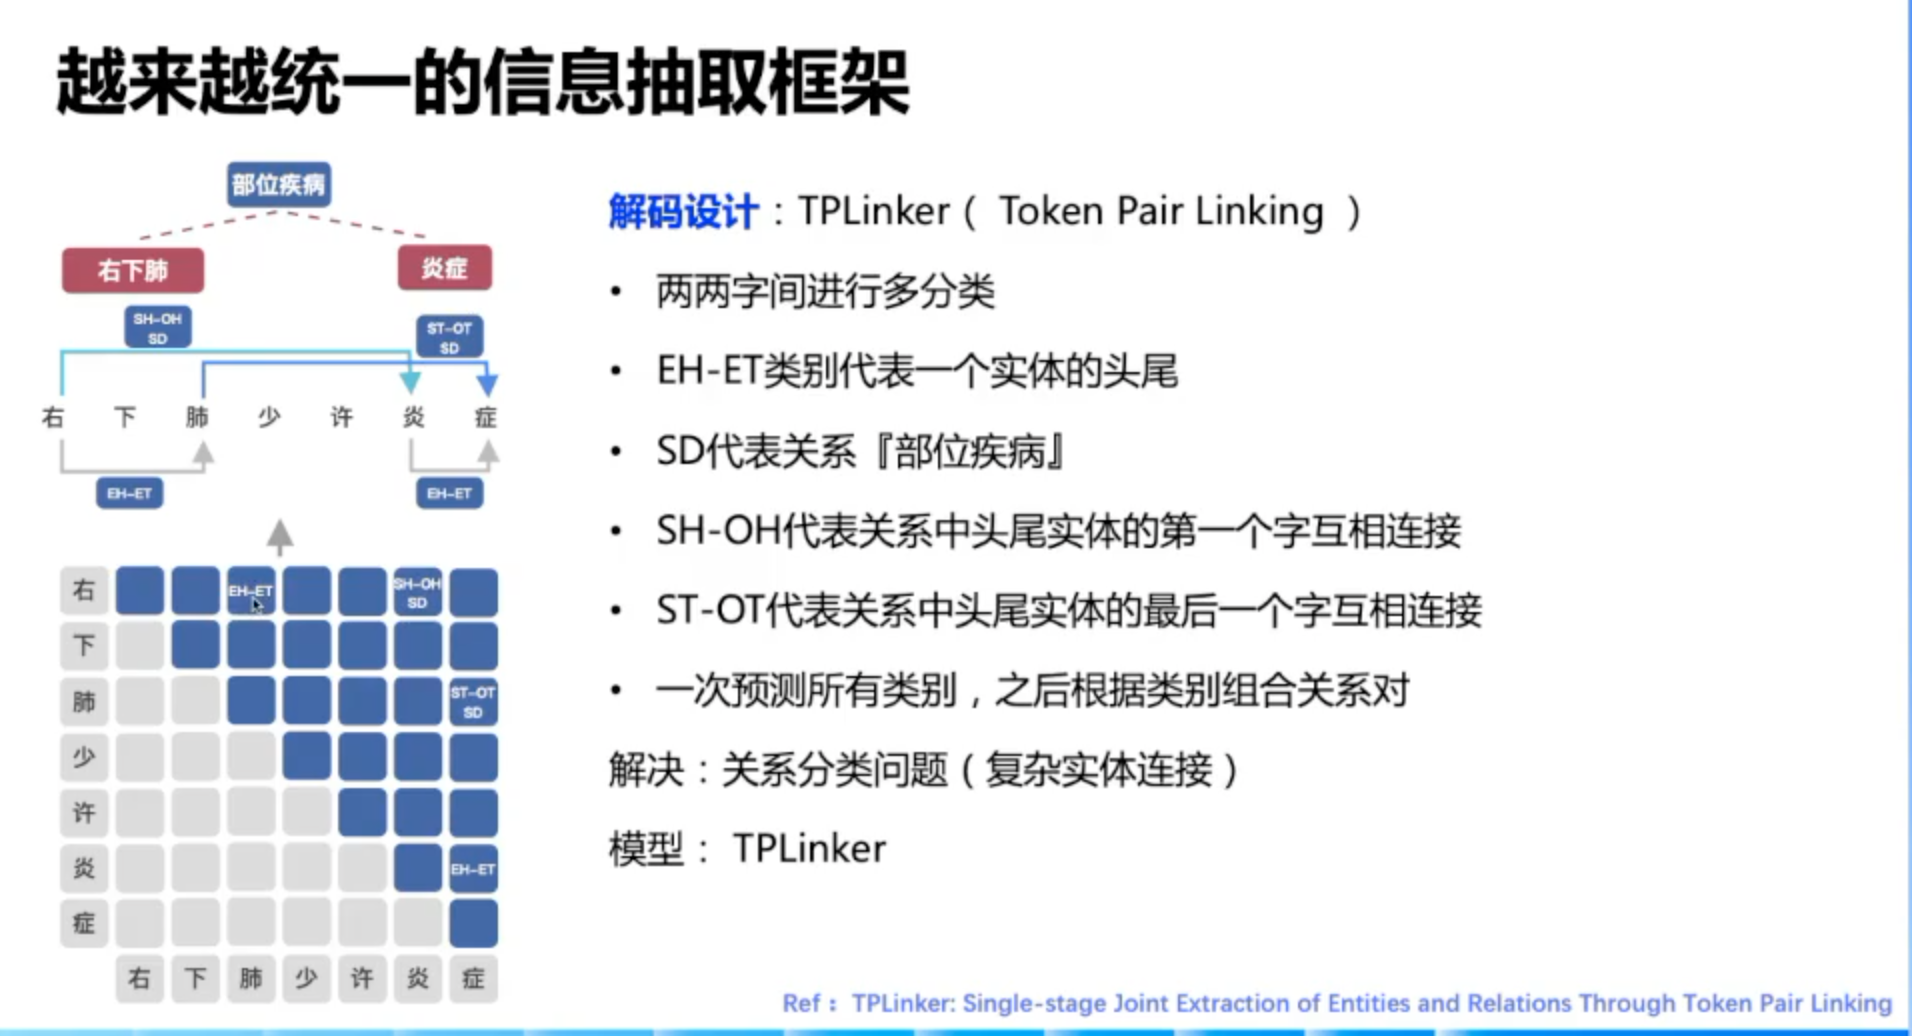 越来越统一的信息抽取框架
部位疾病
右下肺
炎症
SH-OH
SD
ST-OT
SD
右 下 肺 少 许 炎 症
EH-ET
EH-ET
右 EH-ET SH-OH SD
下
肺 ST-OT SD
少
许
炎 EH-ET
症
右 下 肺 少 许 炎 症
解码设计：TPLinker（ Token Pair Linking ）
• 两两字间进行多分类
• EH-ET类别代表一个实体的头尾
• SD代表关系『部位疾病』
• SH-OH代表关系中头尾实体的第一个字互相连接
• ST-OT代表关系中头尾实体的最后一个字互相连接
• 一次预测所有类别，之后根据类别组合关系对
解决：关系分类问题（复杂实体连接）
模型： TPLinker
Ref： TPLinker: Single-stage Joint Extraction of Entities and Relations Through Token Pair Linking